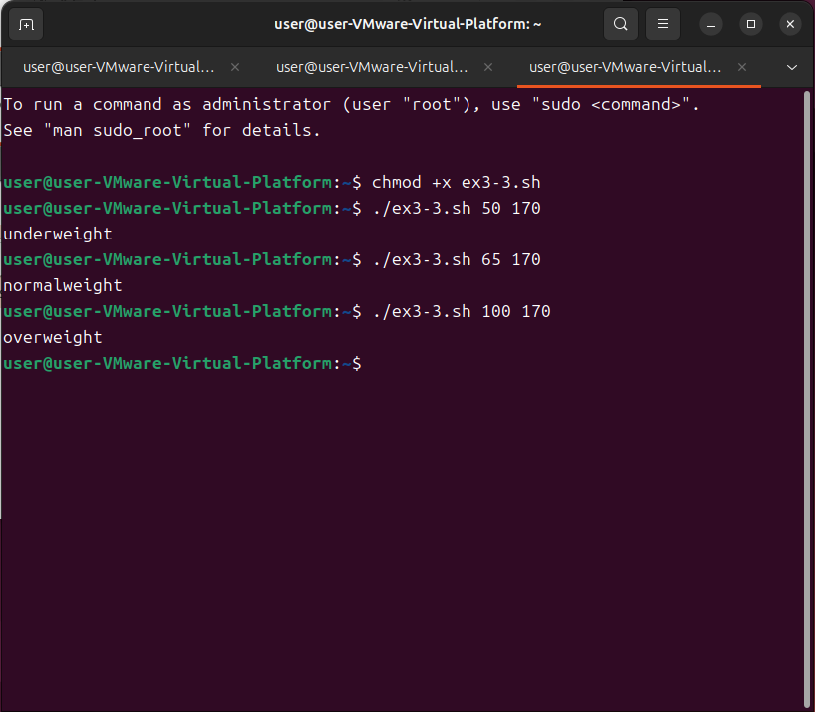 user@user-VMware-Virtual-Platform: ~
user@user-VMware-Virtual... user@user-VMware-Virtual... user@user-VMware-Virtual...
To run a command as administrator (user "root"), use "sudo <command>".
See "man sudo_root" for details.
user@user-VMware-Virtual-Platform:~$ chmod +x ex3-3.sh
user@user-VMware-Virtual-Platform:~$ ./ex3-3.sh 50 170
underweight
user@user-VMware-Virtual-Platform:~$ ./ex3-3.sh 65 170
normalweight
user@user-VMware-Virtual-Platform:~$ ./ex3-3.sh 100 170
overweight
user@user-VMware-Virtual-Platform:~$